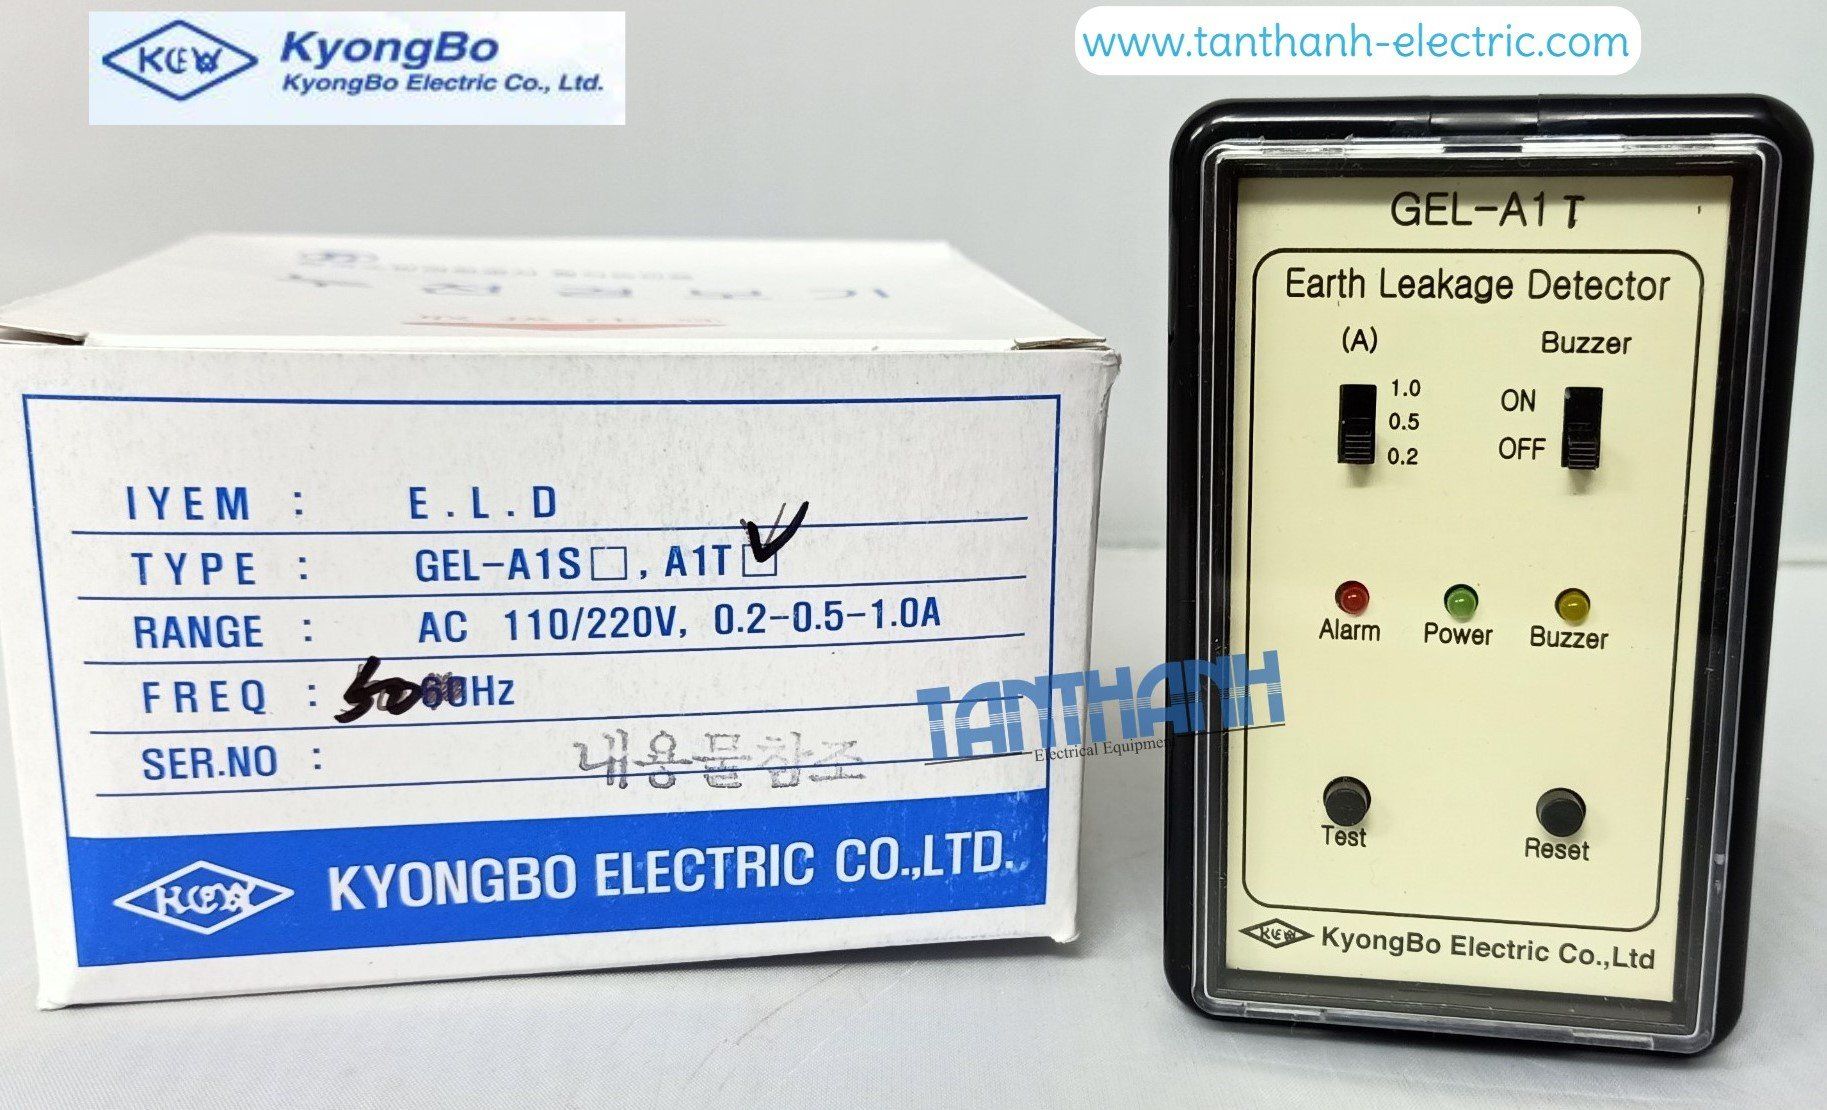 KEW KyongBo
KyongBo Electric Co., Ltd.
www.tanthanh-electric.com
IYEM : E.L.D
TYPE : GEL-A1S□, A1T□
RANGE : AC 110/220V, 0.2-0.5-1.0A
FREQ : 50 60Hz
SER.NO : 내용물참조
KEW KYONGBO ELECTRIC CO.,LTD.
GEL-A1T
Earth Leakage Detector
(A) Buzzer
1.0
0.5
0.2
ON
OFF
Alarm Power Buzzer
Test Reset
KEW KyongBo Electric Co.,Ltd
TANTHANH
Electrical Equipment